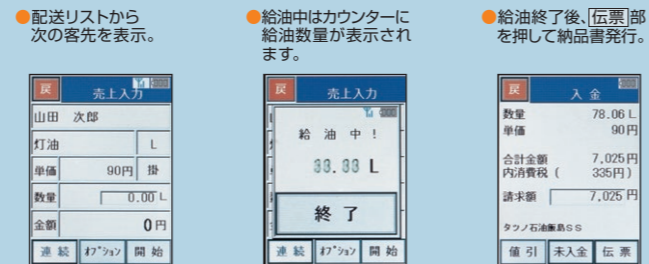 ●配送リストから
次の客先を表示。
●給油中はカウンターに
給油数量が表示され
ます。
●給油終了後、伝票部
を押して納品書発行。
戻 売上入力
山田 次郎
灯油 L
単価 90円 掛
数量 0.00 L
金額 0円
連続 ｵﾌﾟｼｮﾝ 開始
戻 売上入力
給油中!
33.33 L
終了
連続 ｵﾌﾟｼｮﾝ 開始
戻 入金
数量 78.06 L
単価 90円
合計金額 7,025円
内消費税 ( 335円)
請求額 7,025円
タツノ石油飯島SS
値引 未入金 伝票